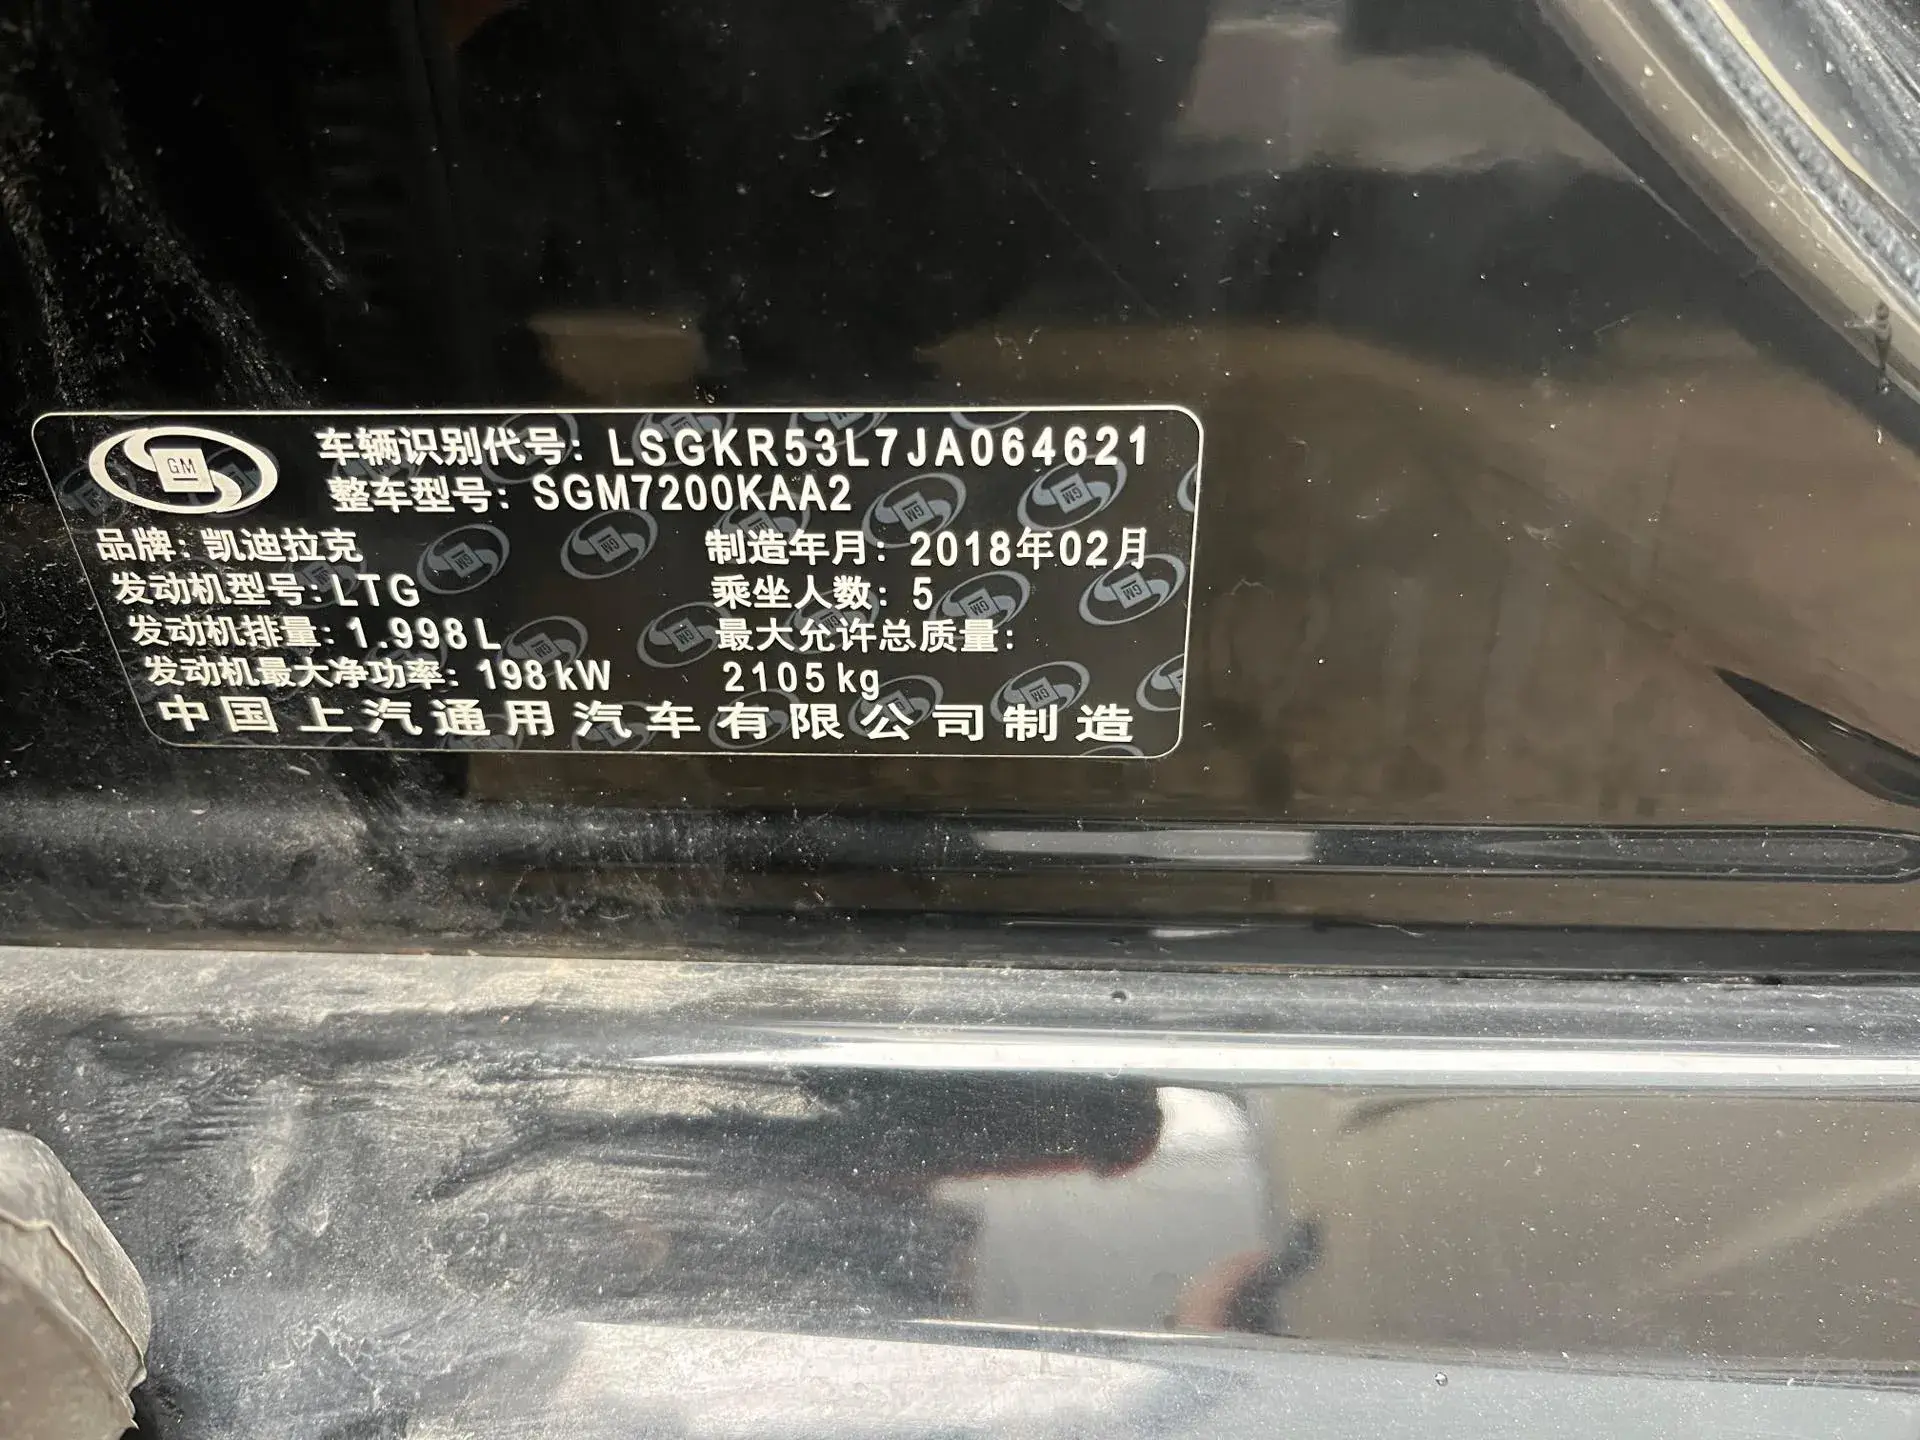 GM
车辆识别代号: LSGKR53L7JA064621
整车型号: SGM7200KAA2
品牌: 凯迪拉克
制造年月: 2018年02月
发动机型号: LTG
乘坐人数: 5
发动机排量: 1.998L
最大允许总质量:
发动机最大净功率: 198kW
2105kg
中国上汽通用汽车有限公司制造